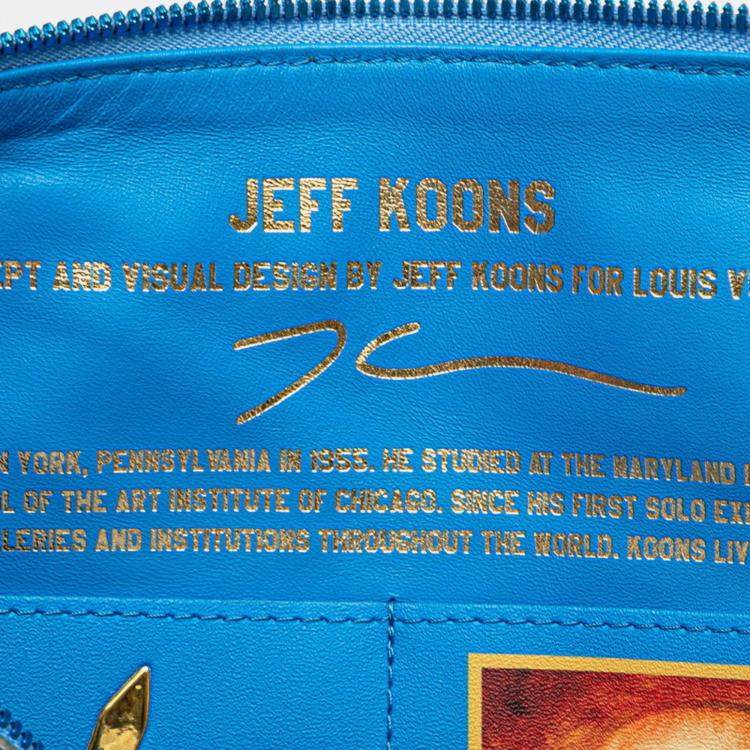 JEFF KOONS
EPT AND VISUAL DESIGN BY JEFF KOONS FOR LOUIS V
N YORK, PENNSYLVANIA IN 1955. HE STUDIED AT THE MARYLAND
L OF THE ART INSTITUTE OF CHICAGO. SINCE HIS FIRST SOLO EX
LERIES AND INSTITUTIONS THROUGHOUT THE WORLD. KOONS LIV